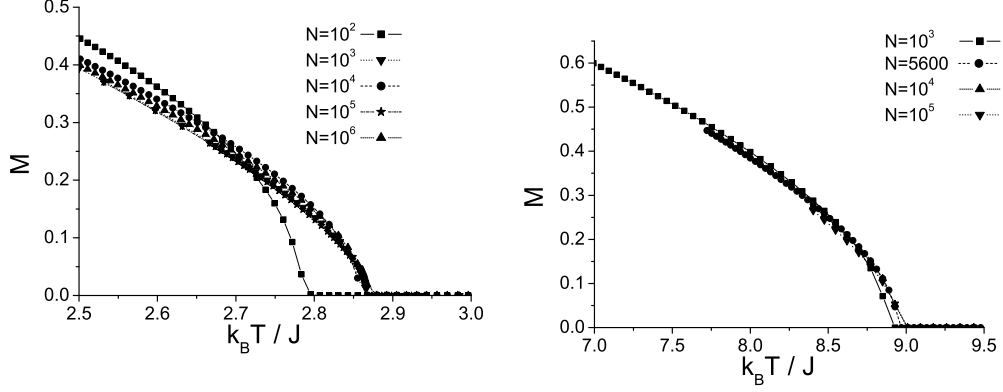 0.5
0.4
0.3
0.2
0.1
0.0
M
2.5 2.6 2.7 2.8 2.9 3.0
k_B T / J
N=10²
N=10³
N=10⁴
N=10⁵
N=10⁶
0.6
0.5
0.4
0.3
0.2
0.1
0.0
M
7.0 7.5 8.0 8.5 9.0 9.5
k_B T / J
N=10³
N=5600
N=10⁴
N=10⁵